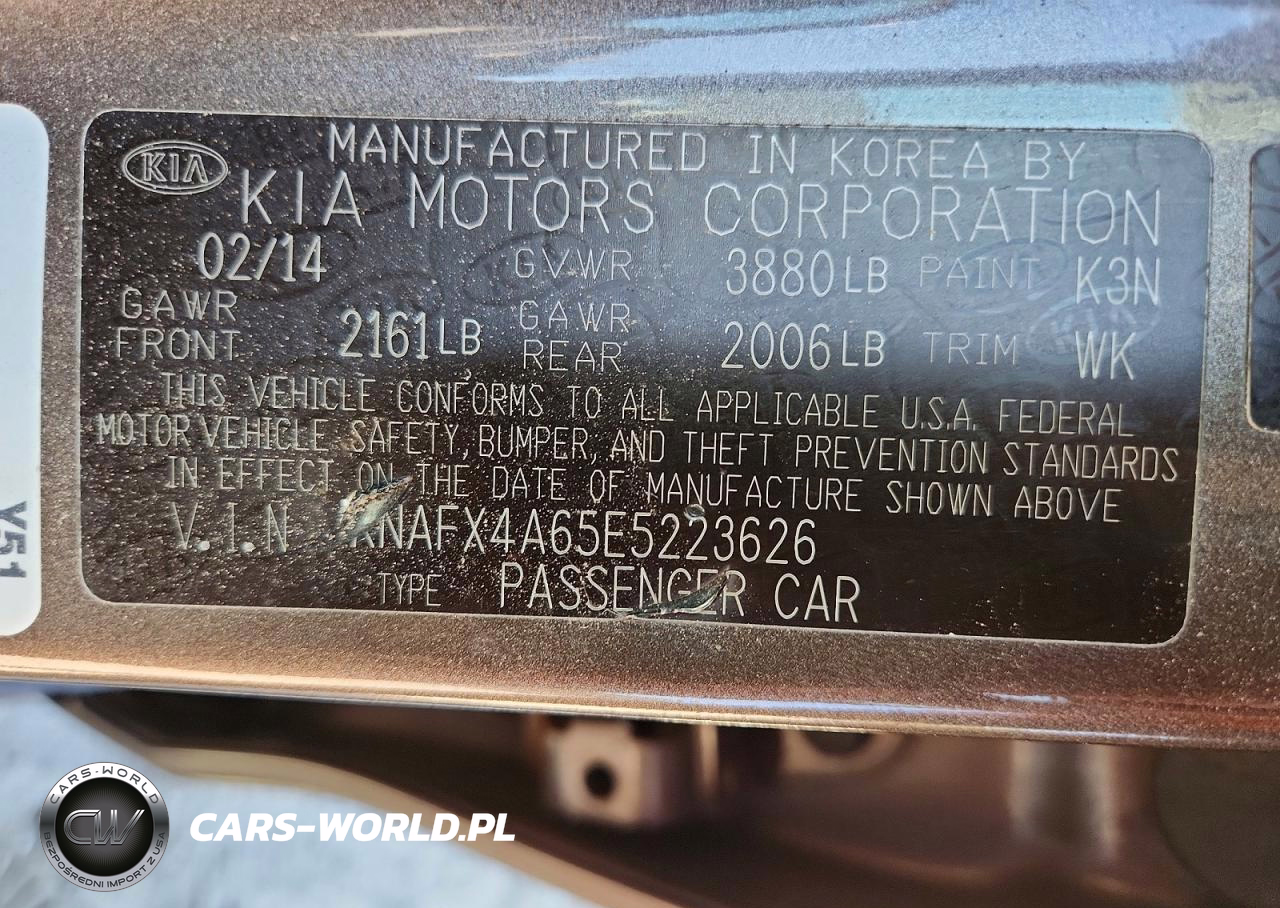 KIA
MANUFACTURED IN KOREA BY
KIA MOTORS CORPORATION
02/14 GVWR 3880LB PAINT K3N
GAWR FRONT 2161LB GAWR REAR 2006LB TRIM WK
THIS VEHICLE CONFORMS TO ALL APPLICABLE U.S.A. FEDERAL
MOTOR VEHICLE SAFETY, BUMPER, AND THEFT PREVENTION STANDARDS
IN EFFECT ON THE DATE OF MANUFACTURE SHOWN ABOVE
V.I.N KNAFX4A65E5223626
TYPE PASSENGER CAR
Y51
CARS-WORLD
CW
BEZPOŚREDNI IMPORT Z USA
CARS-WORLD.PL